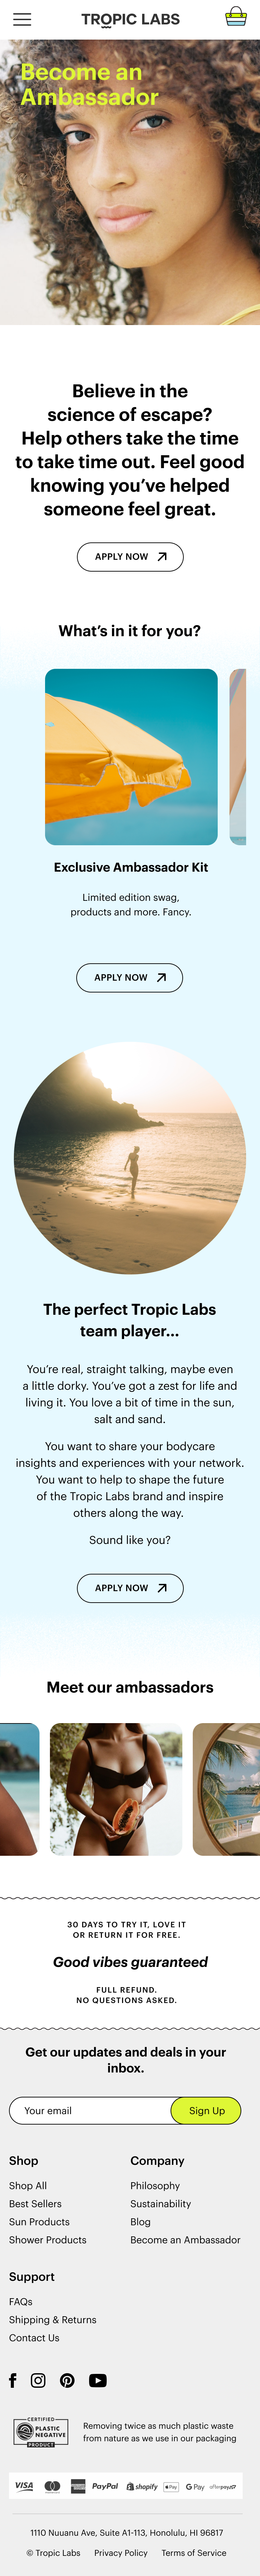 TROPIC LABS
Become an
Ambassador
Believe in the
science of escape?
Help others take the time
to take time out. Feel good
knowing you've helped
someone feel great.
APPLY NOW
What's in it for you?
Exclusive Ambassador Kit
Limited edition swag,
products and more. Fancy.
APPLY NOW
The perfect Tropic Labs
team player...
You're real, straight talking, maybe even
a little dorky. You've got a zest for life and
living it. You love a bit of time in the sun,
salt and sand.
You want to share your bodycare
insights and experiences with your network.
You want to help to shape the future
of the Tropic Labs brand and inspire
others along the way.
Sound like you?
APPLY NOW
Meet our ambassadors
30 DAYS TO TRY IT, LOVE IT
OR RETURN IT FOR FREE.
Good vibes guaranteed
FULL REFUND.
NO QUESTIONS ASKED.
Get our updates and deals in your
inbox.
Your email
Sign Up
Shop
Shop All
Best Sellers
Sun Products
Shower Products
Company
Philosophy
Sustainability
Blog
Become an Ambassador
Support
FAQs
Shipping & Returns
Contact Us
CERTIFIED
PLASTIC
NEGATIVE
PRODUCT
Removing twice as much plastic waste
from nature as we use in our packaging
VISA
PayPal
shopify
Pay
G Pay
afterpay
1110 Nuuanu Ave, Suite A1-113, Honolulu, HI 96817
© Tropic Labs Privacy Policy Terms of Service